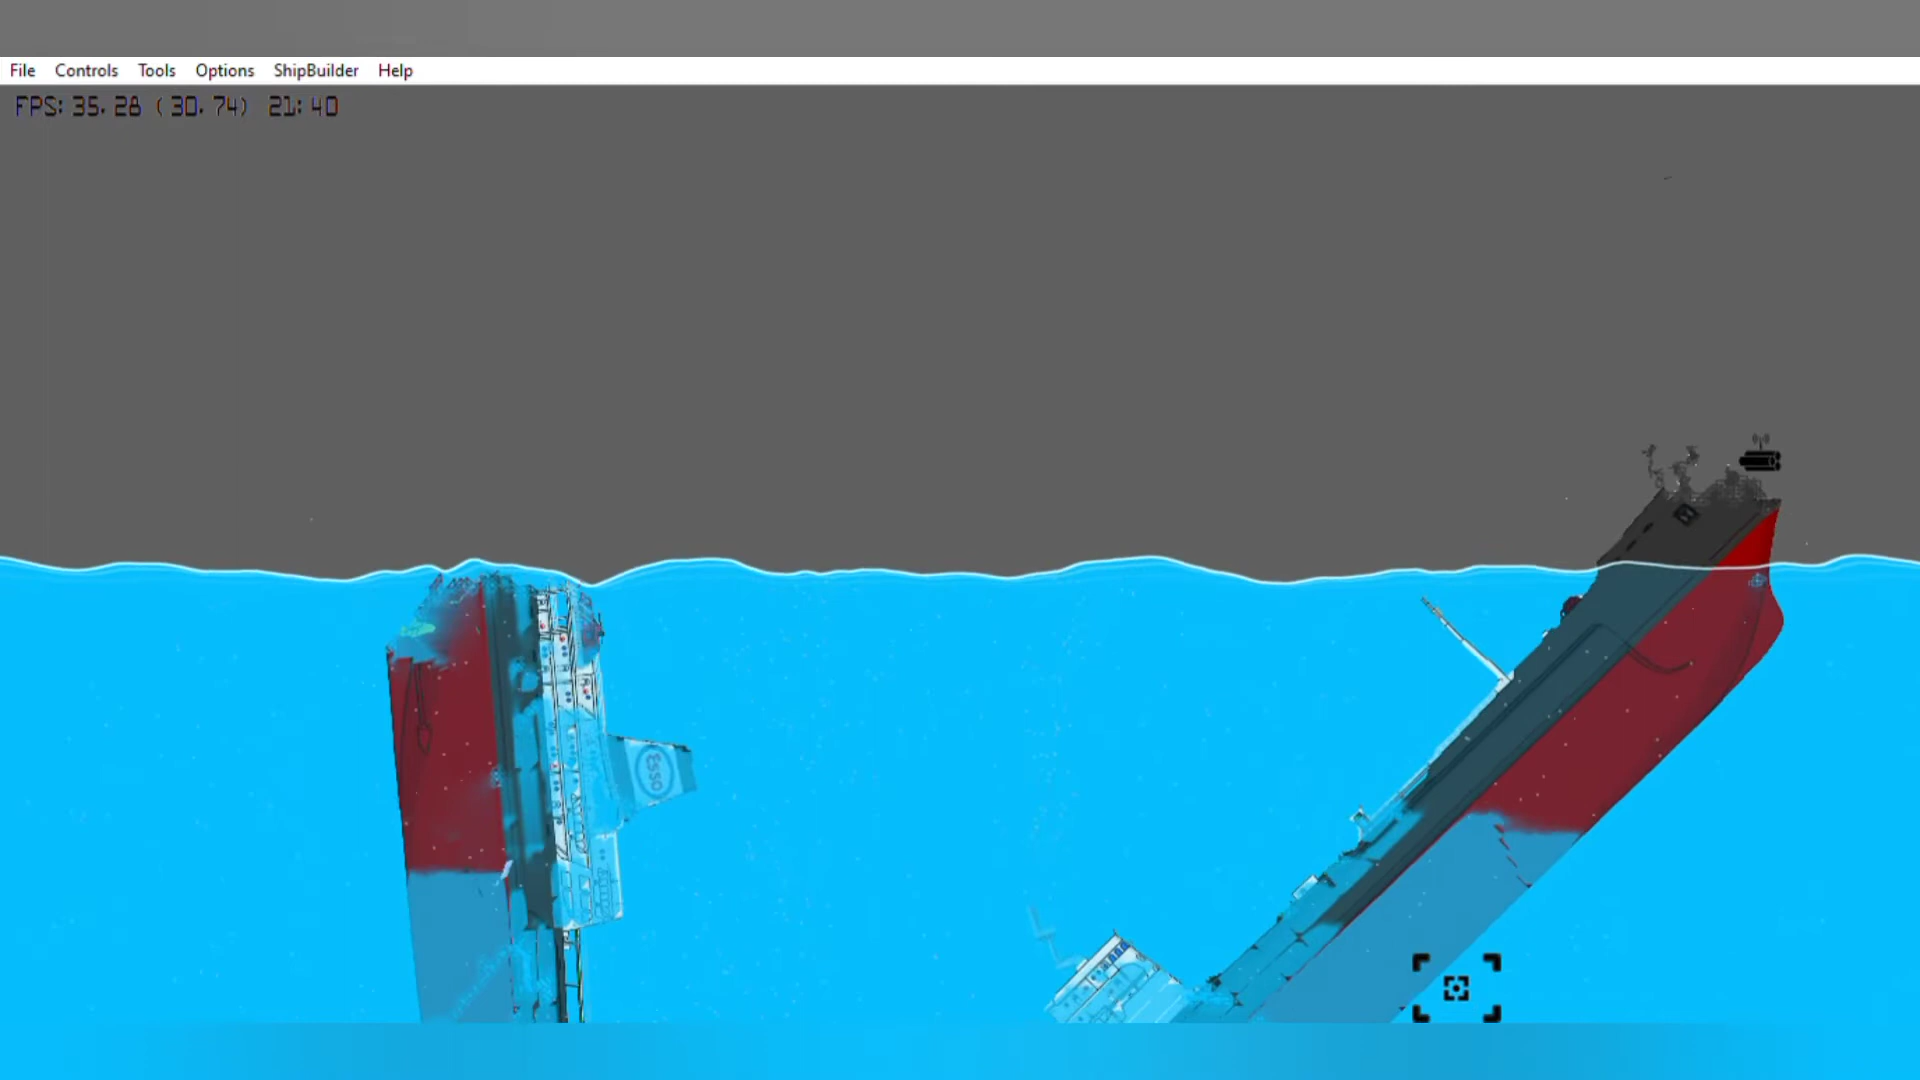 File Controls Tools Options ShipBuilder Help
FPS: 35.28 (30.74) 21:40
Esso